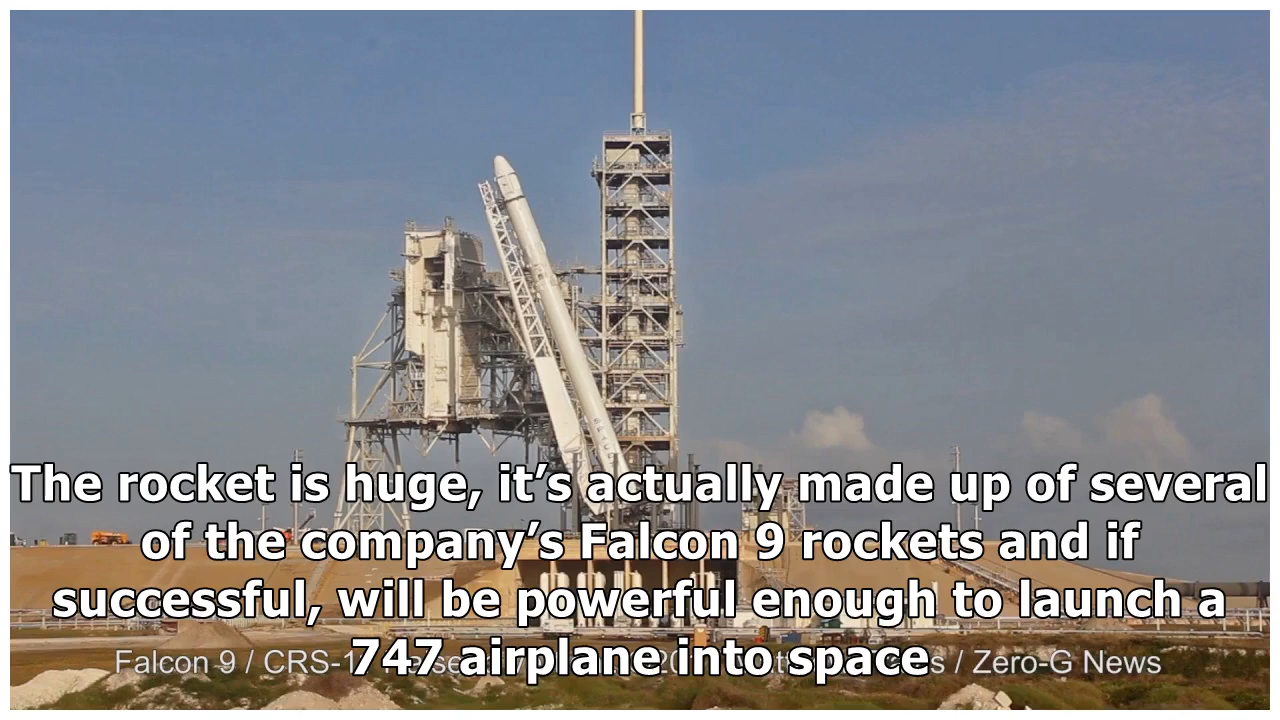 The rocket is huge, it’s actually made up of several
of the company’s Falcon 9 rockets and if
successful, will be powerful enough to launch a
747 airplane into space
Falcon 9 / CRS-1 / Zero-G News